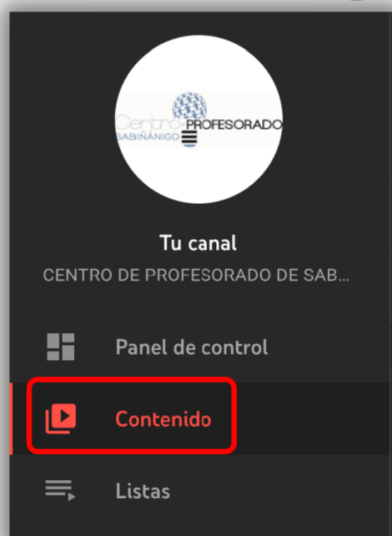 Centro PROFESORADO
SABIÑÁNIGO
Tu canal
CENTRO DE PROFESORADO DE SAB...
Panel de control
Contenido
Listas